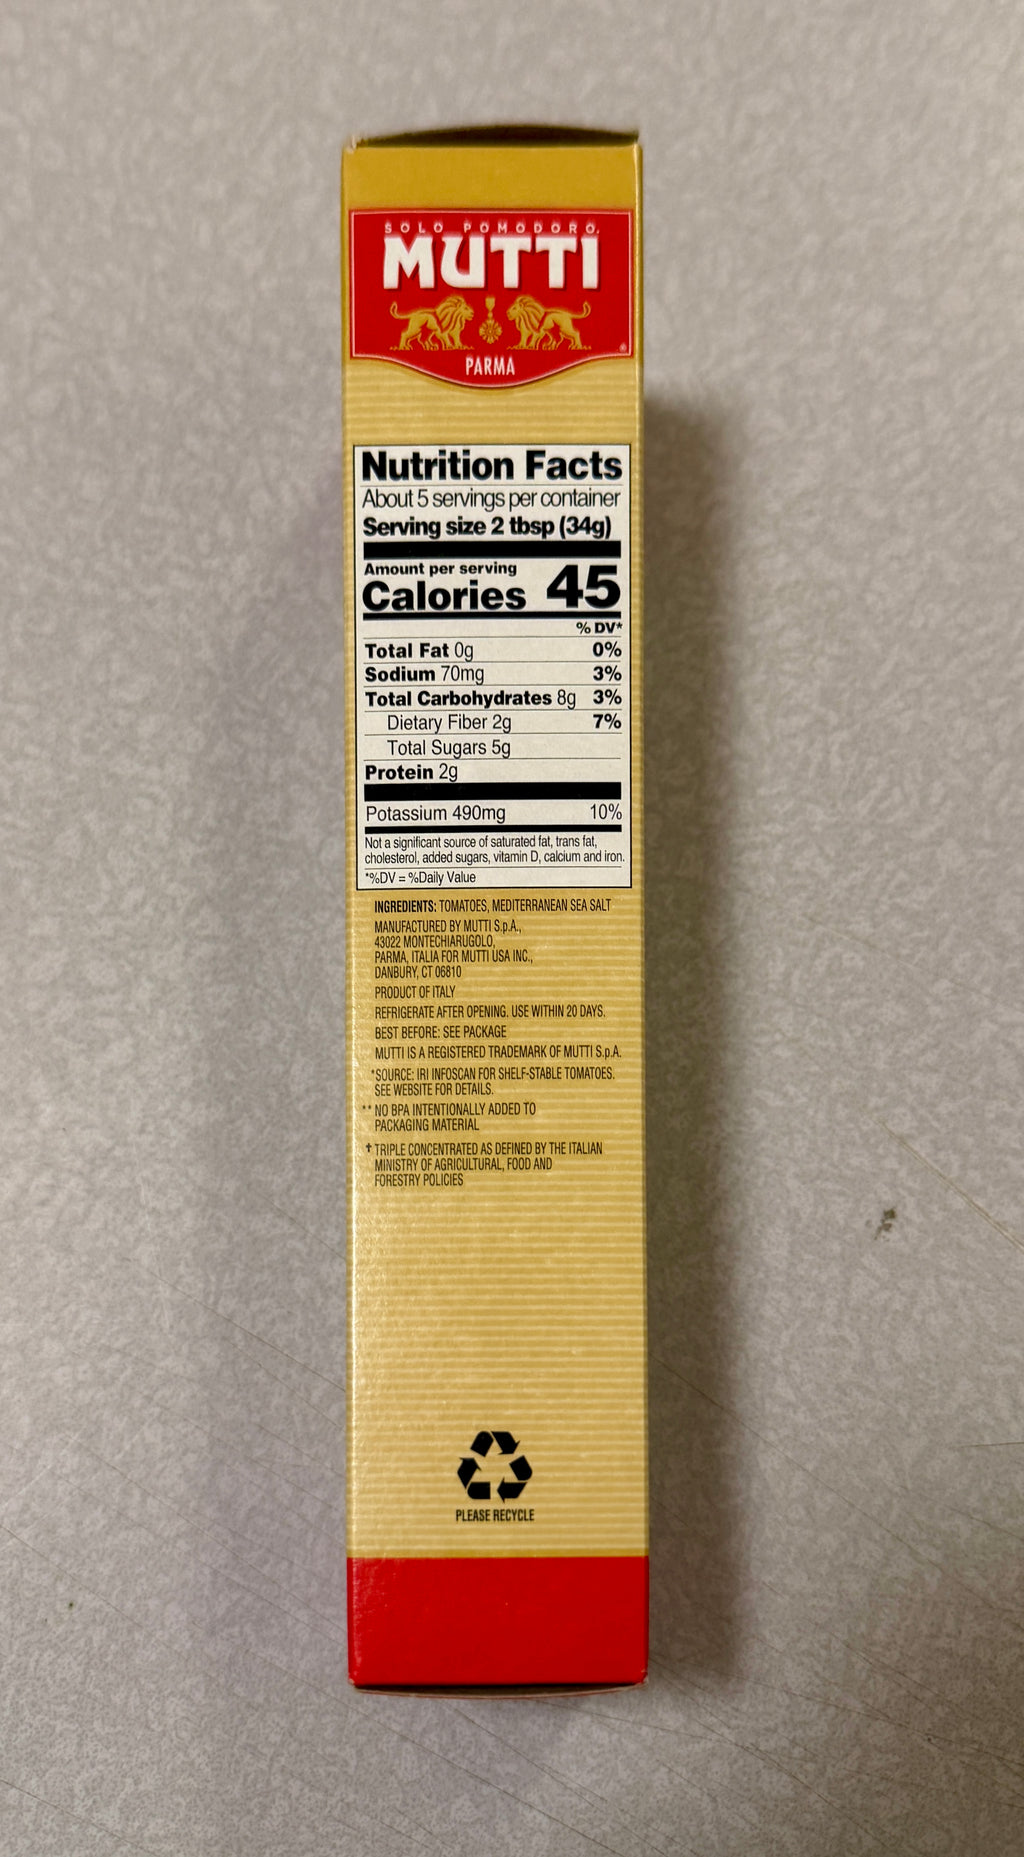 SOLO POMODORO.
MUTTI
®
PARMA
Nutrition Facts
About 5 servings per container
Serving size 2 tbsp (34g)
Amount per serving
Calories 45
% DV*
Total Fat 0g 0%
Sodium 70mg 3%
Total Carbohydrates 8g 3%
Dietary Fiber 2g 7%
Total Sugars 5g
Protein 2g
Potassium 490mg 10%
Not a significant source of saturated fat, trans fat,
cholesterol, added sugars, vitamin D, calcium and iron.
*%DV = %Daily Value
INGREDIENTS: TOMATOES, MEDITERRANEAN SEA SALT
MANUFACTURED BY MUTTI S.p.A.,
43022 MONTECHIARUGOLO,
PARMA, ITALIA FOR MUTTI USA INC.,
DANBURY, CT 06810
PRODUCT OF ITALY
REFRIGERATE AFTER OPENING. USE WITHIN 20 DAYS.
BEST BEFORE: SEE PACKAGE
MUTTI IS A REGISTERED TRADEMARK OF MUTTI S.p.A.
*SOURCE: IRI INFOSCAN FOR SHELF-STABLE TOMATOES.
SEE WEBSITE FOR DETAILS.
** NO BPA INTENTIONALLY ADDED TO
PACKAGING MATERIAL
† TRIPLE CONCENTRATED AS DEFINED BY THE ITALIAN
MINISTRY OF AGRICULTURAL, FOOD AND
FORESTRY POLICIES
PLEASE RECYCLE